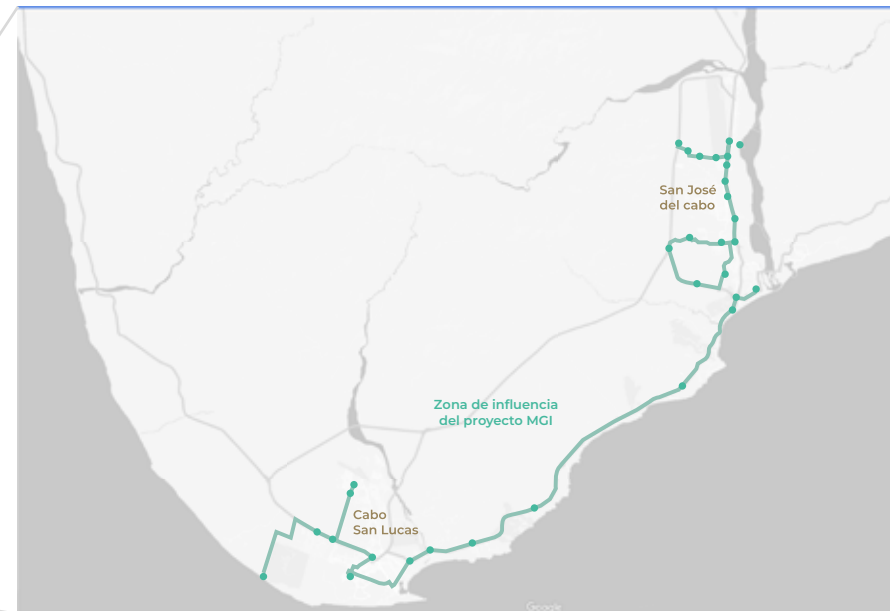 San José
del cabo
Zona de influencia
del proyecto MGI
Cabo
San Lucas
Google